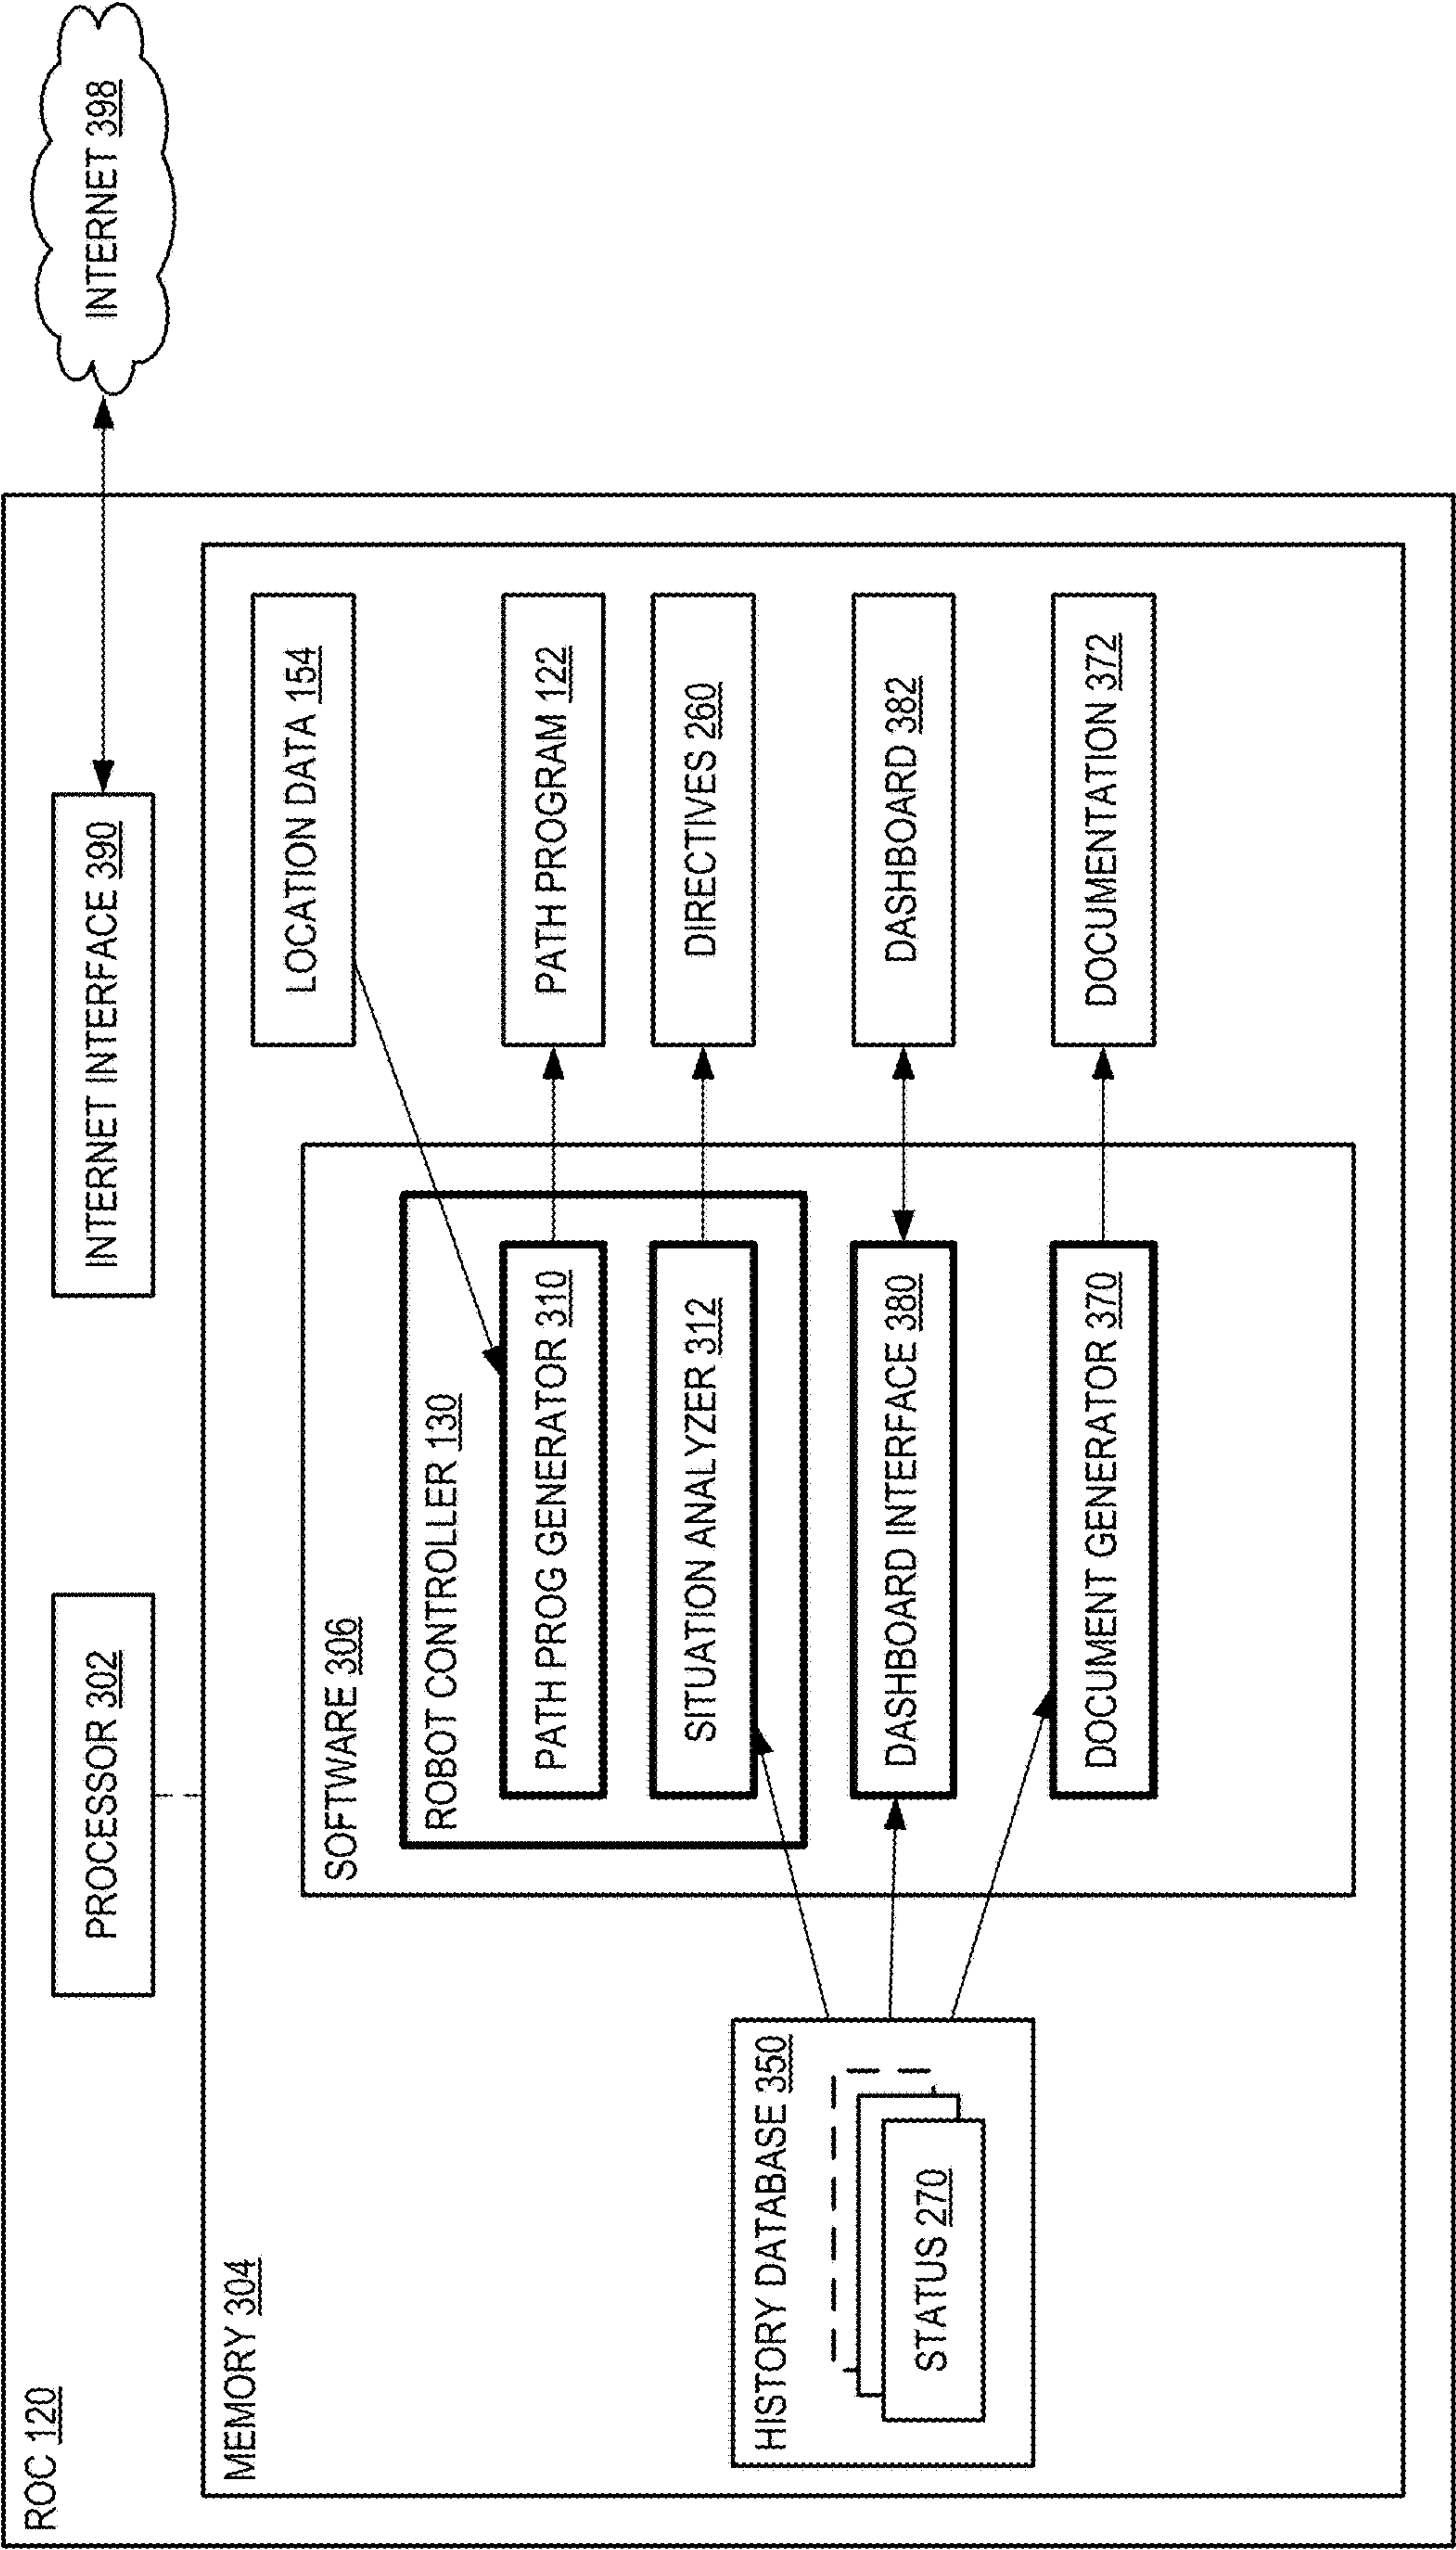 ROC 120
PROCESSOR 302
INTERNET INTERFACE 390
INTERNET 398
MEMORY 304
LOCATION DATA 154
SOFTWARE 306
ROBOT CONTROLLER 130
PATH PROG GENERATOR 310
PATH PROGRAM 122
SITUATION ANALYZER 312
DIRECTIVES 260
HISTORY DATABASE 350
STATUS 270
DASHBOARD INTERFACE 380
DASHBOARD 382
DOCUMENT GENERATOR 370
DOCUMENTATION 372